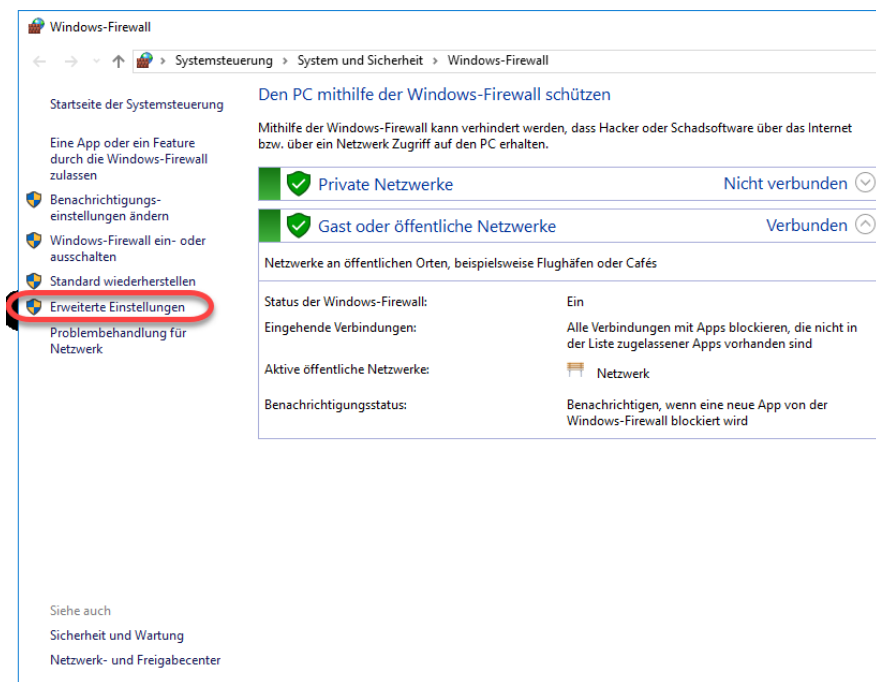 Windows-Firewall
Systemsteuerung › System und Sicherheit › Windows-Firewall
Startseite der Systemsteuerung
Eine App oder ein Feature
durch die Windows-Firewall
zulassen
Benachrichtigungs-
einstellungen ändern
Windows-Firewall ein- oder
ausschalten
Standard wiederherstellen
Erweiterte Einstellungen
Problembehandlung für
Netzwerk
Den PC mithilfe der Windows-Firewall schützen
Mithilfe der Windows-Firewall kann verhindert werden, dass Hacker oder Schadsoftware über das Internet
bzw. über ein Netzwerk Zugriff auf den PC erhalten.
Private Netzwerke Nicht verbunden
Gast oder öffentliche Netzwerke Verbunden
Netzwerke an öffentlichen Orten, beispielsweise Flughäfen oder Cafés
Status der Windows-Firewall: Ein
Eingehende Verbindungen: Alle Verbindungen mit Apps blockieren, die nicht in
der Liste zugelassener Apps vorhanden sind
Aktive öffentliche Netzwerke: Netzwerk
Benachrichtigungsstatus: Benachrichtigen, wenn eine neue App von der
Windows-Firewall blockiert wird
Siehe auch
Sicherheit und Wartung
Netzwerk- und Freigabecenter